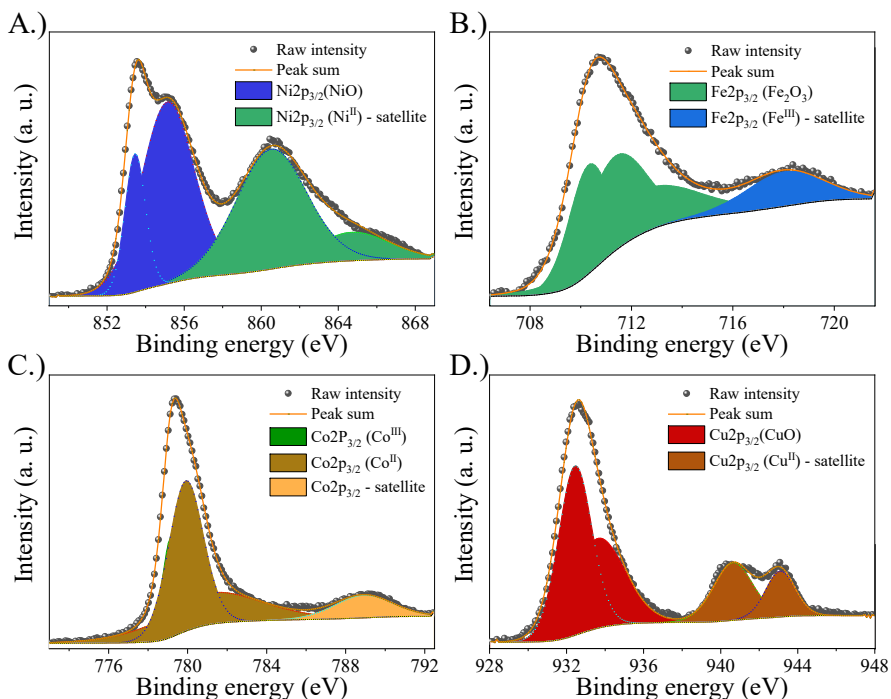 A.)
Raw intensity
Peak sum
Ni2p3/2(NiO)
Ni2p3/2 (NiII) - satellite
Intensity (a. u.)
852 856 860 864 868
Binding energy (eV)
B.)
Raw intensity
Peak sum
Fe2p3/2 (Fe2O3)
Fe2p3/2 (FeIII) - satellite
Intensity (a. u.)
708 712 716 720
Binding energy (eV)
C.)
Raw intensity
Peak sum
Co2P3/2 (CoIII)
Co2p3/2 (CoII)
Co2p3/2 - satellite
Intensity (a. u.)
776 780 784 788 792
Binding energy (eV)
D.)
Raw intensity
Peak sum
Cu2p3/2(CuO)
Cu2p3/2 (CuII) - satellite
Intensity (a. u.)
928 932 936 940 944 948
Binding energy (eV)